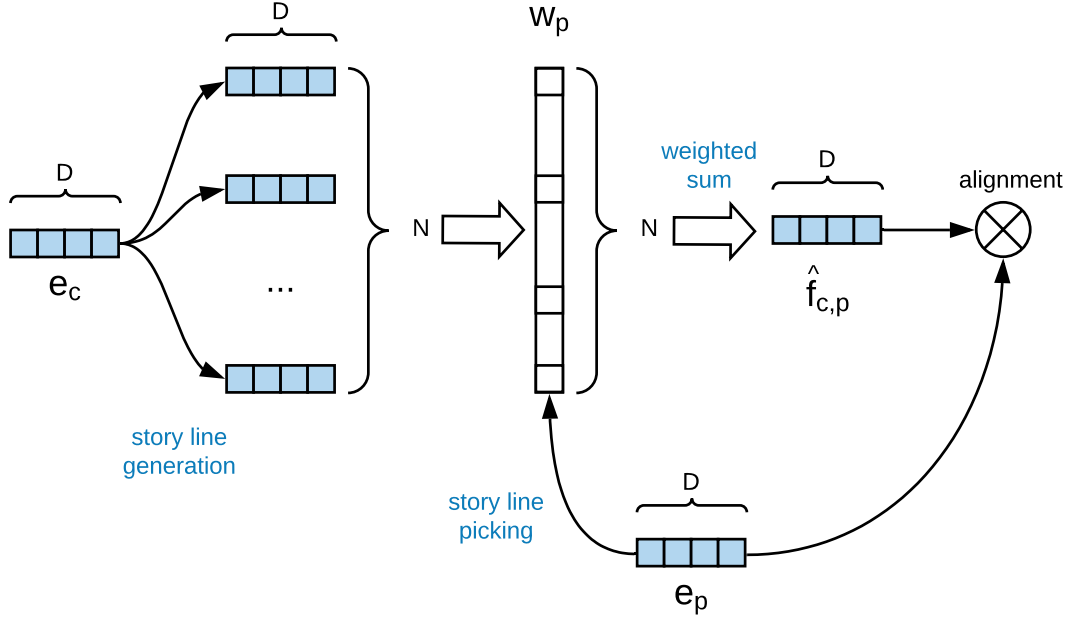 D
w_p
D
e_c
...
N
N
weighted
sum
D
f̂_c,p
alignment
story line
generation
story line
picking
D
e_p